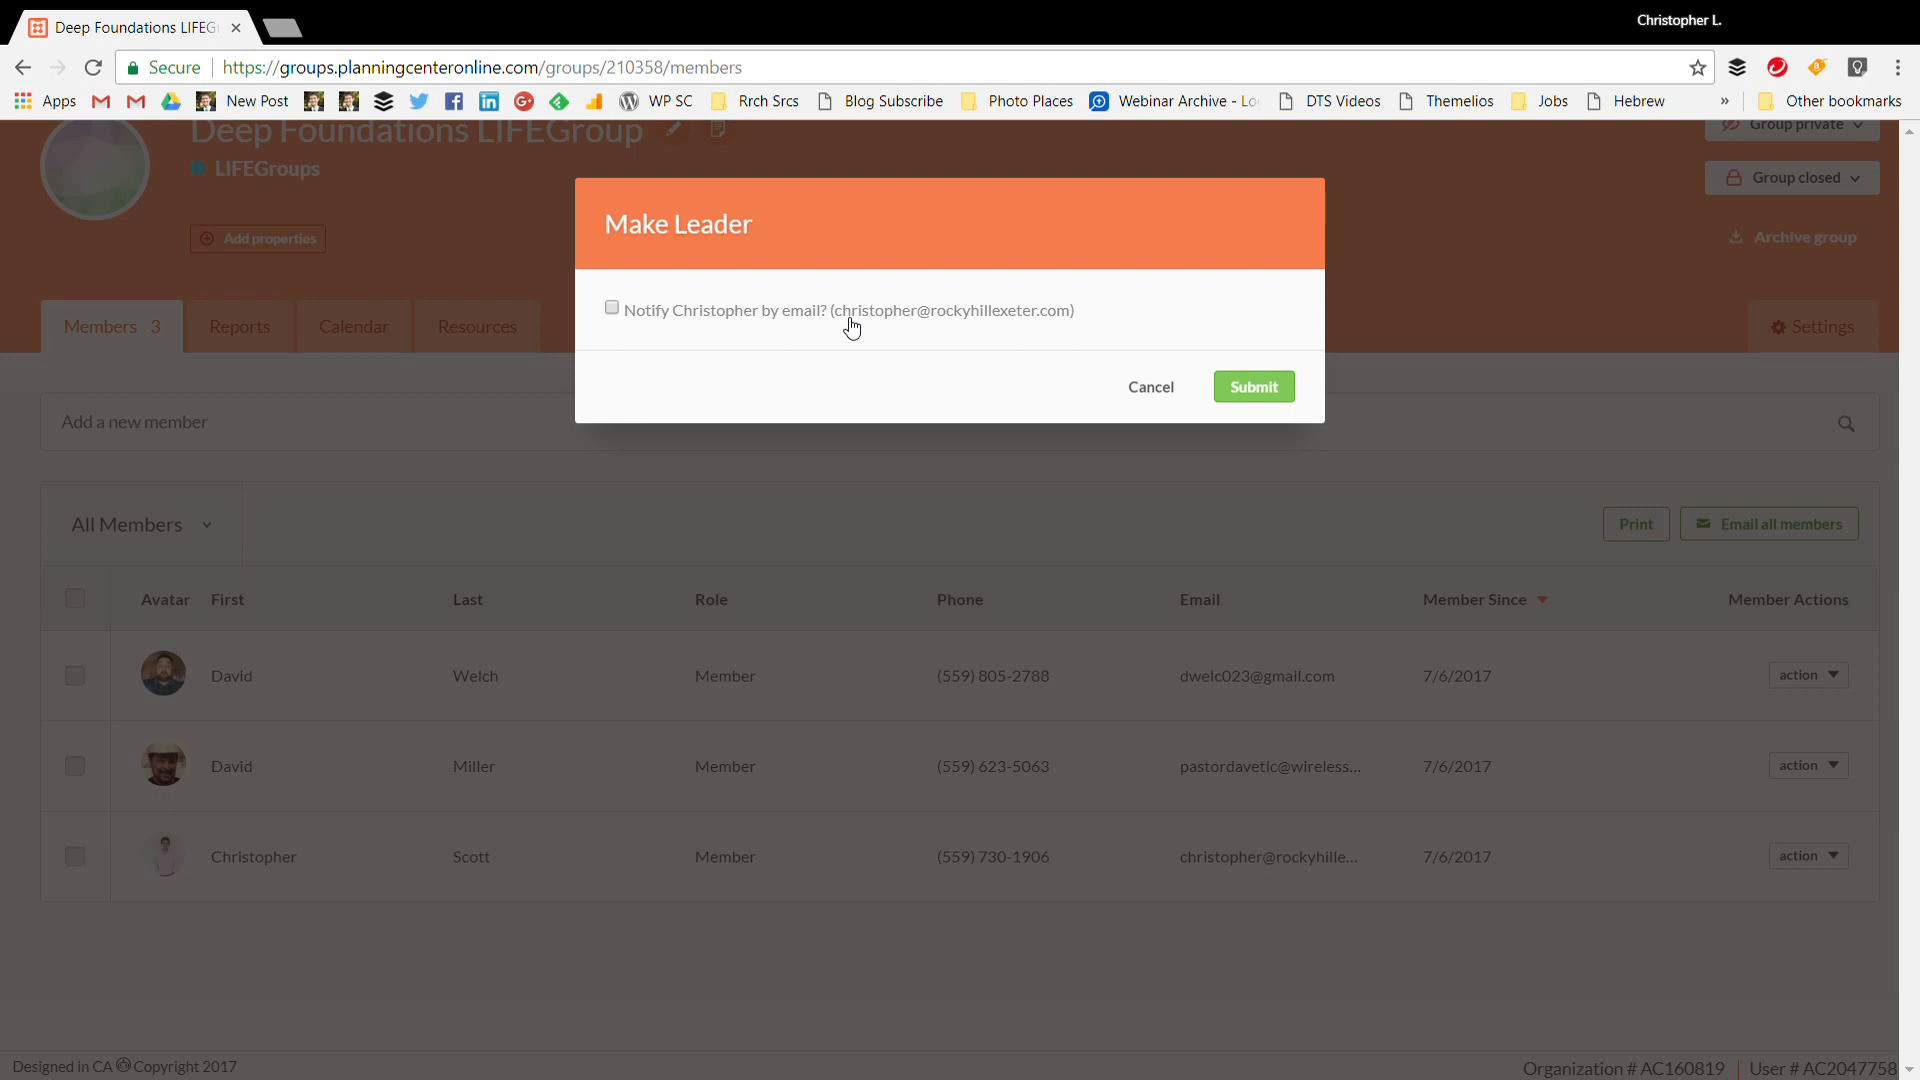 Deep Foundations LIFEG
Christopher L.
Secure https://groups.planningcenteronline.com/groups/210358/members
Apps New Post WP SC Rrch Srcs Blog Subscribe Photo Places Webinar Archive - Lo DTS Videos Themelios Jobs Hebrew » Other bookmarks
Deep Foundations LIFEGroup
Group private
LIFEGroups
Group closed
Add properties
Archive group
Make Leader
Notify Christopher by email? (christopher@rockyhillexeter.com)
Cancel Submit
Members 3 Reports Calendar Resources Settings
Add a new member
All Members
Print Email all members
Avatar First Last Role Phone Email Member Since Member Actions
David Welch Member (559) 805-2788 dwelc023@gmail.com 7/6/2017 action
David Miller Member (559) 623-5063 pastordavetlc@wireless... 7/6/2017 action
Christopher Scott Member (559) 730-1906 christopher@rockyhille... 7/6/2017 action
Designed in CA Copyright 2017
Organization # AC160819 User # AC2047758